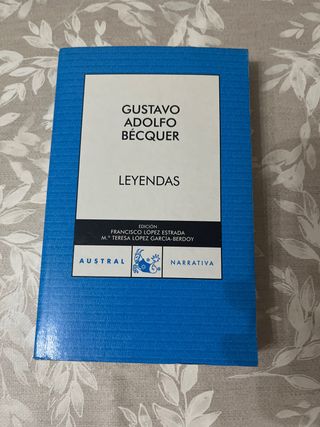 GUSTAVO
ADOLFO
BÉCQUER
LEYENDAS
EDICIÓN
FRANCISCO LÓPEZ ESTRADA
M.ª TERESA LÓPEZ GARCÍA-BERDOY
AUSTRAL NARRATIVA